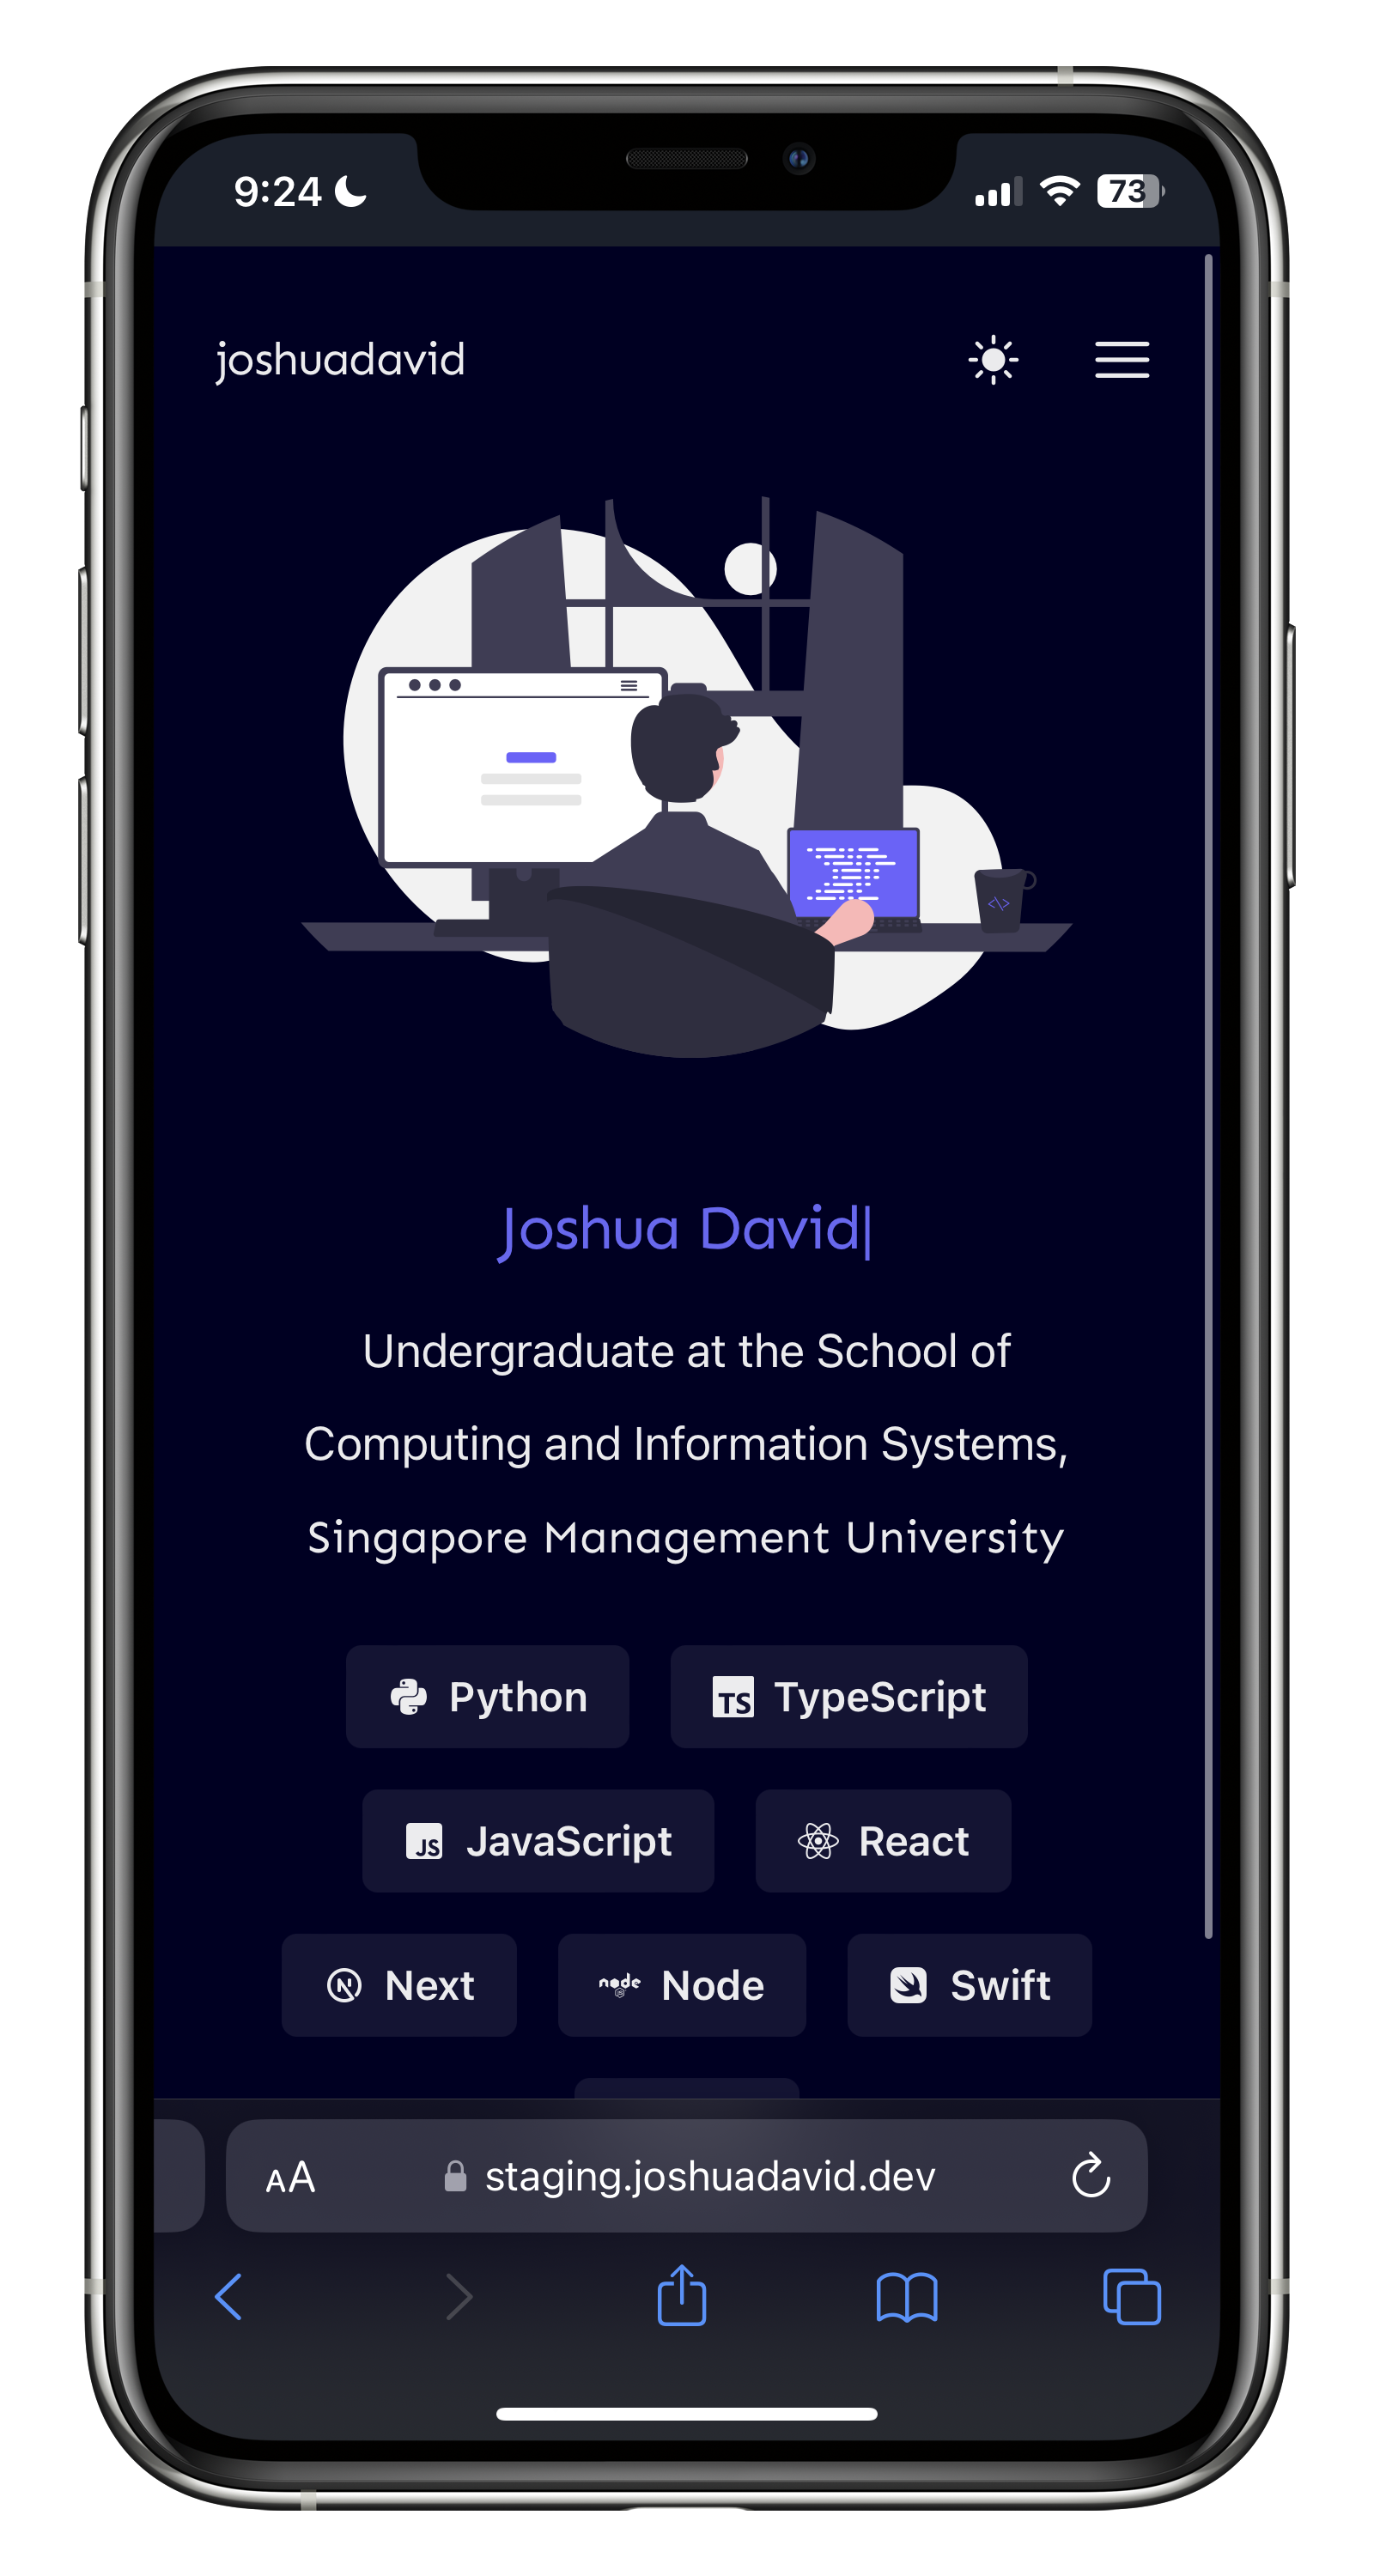 9:24
73
joshuadavid
</>
Joshua David|
Undergraduate at the School of
Computing and Information Systems,
Singapore Management University
Python
TS TypeScript
JS JavaScript
React
N Next
node JS Node
Swift
AA staging.joshuadavid.dev